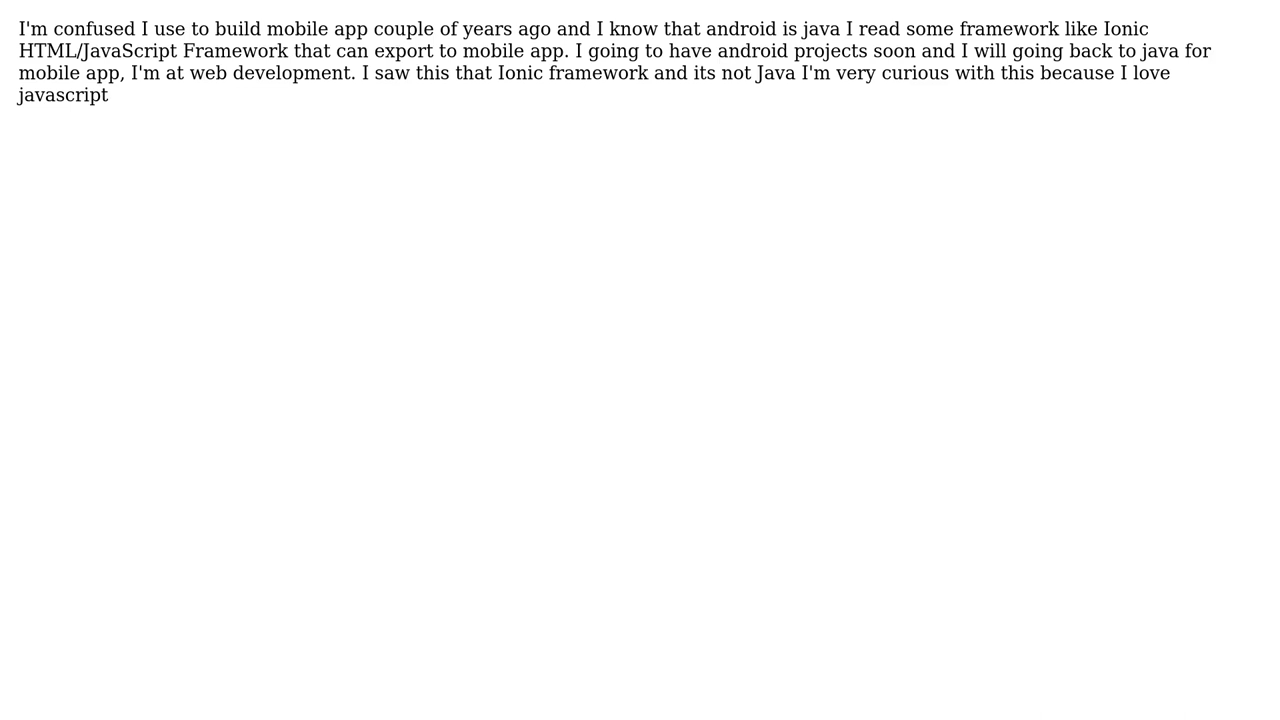 I'm confused I use to build mobile app couple of years ago and I know that android is java I read some framework like Ionic
HTML/JavaScript Framework that can export to mobile app. I going to have android projects soon and I will going back to java for
mobile app, I'm at web development. I saw this that Ionic framework and its not Java I'm very curious with this because I love
javascript